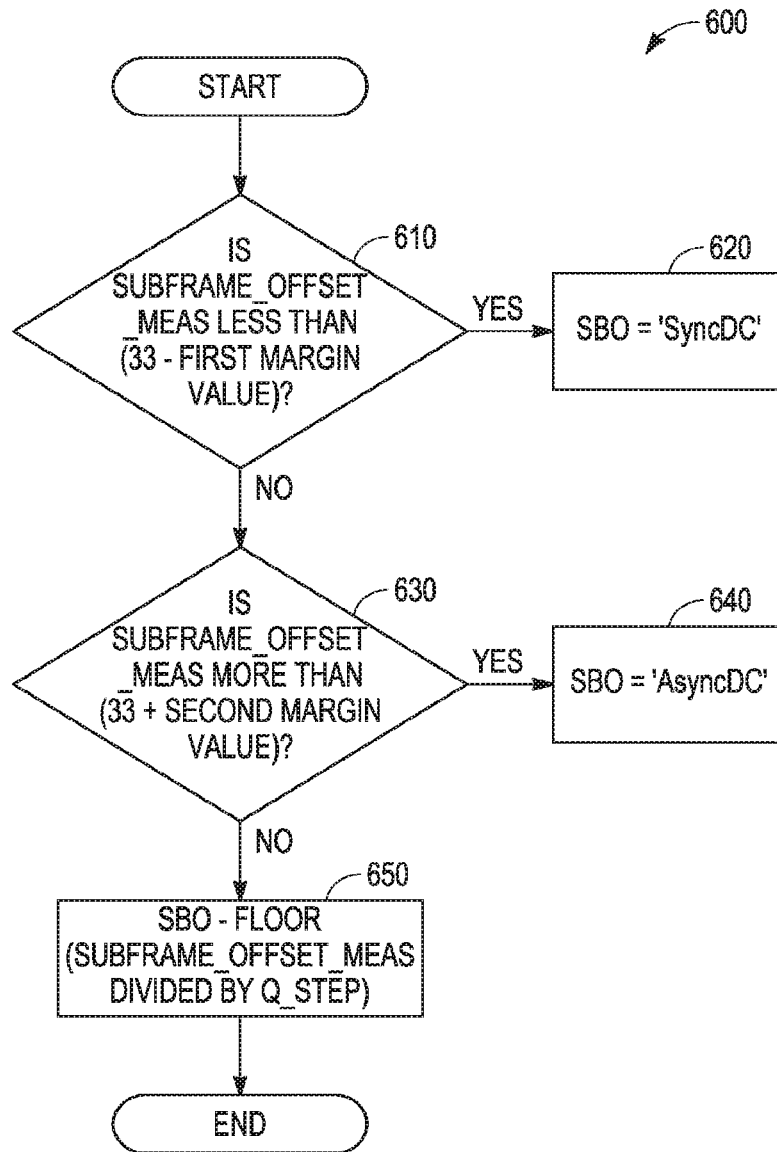 600
START
610
IS
SUBFRAME_OFFSET
_MEAS LESS THAN
(33 - FIRST MARGIN
VALUE)?
YES
620
SBO = 'SyncDC'
NO
630
IS
SUBFRAME_OFFSET
_MEAS MORE THAN
(33 + SECOND MARGIN
VALUE)?
YES
640
SBO = 'AsyncDC'
NO
650
SBO - FLOOR
(SUBFRAME_OFFSET_MEAS
DIVIDED BY Q_STEP)
END